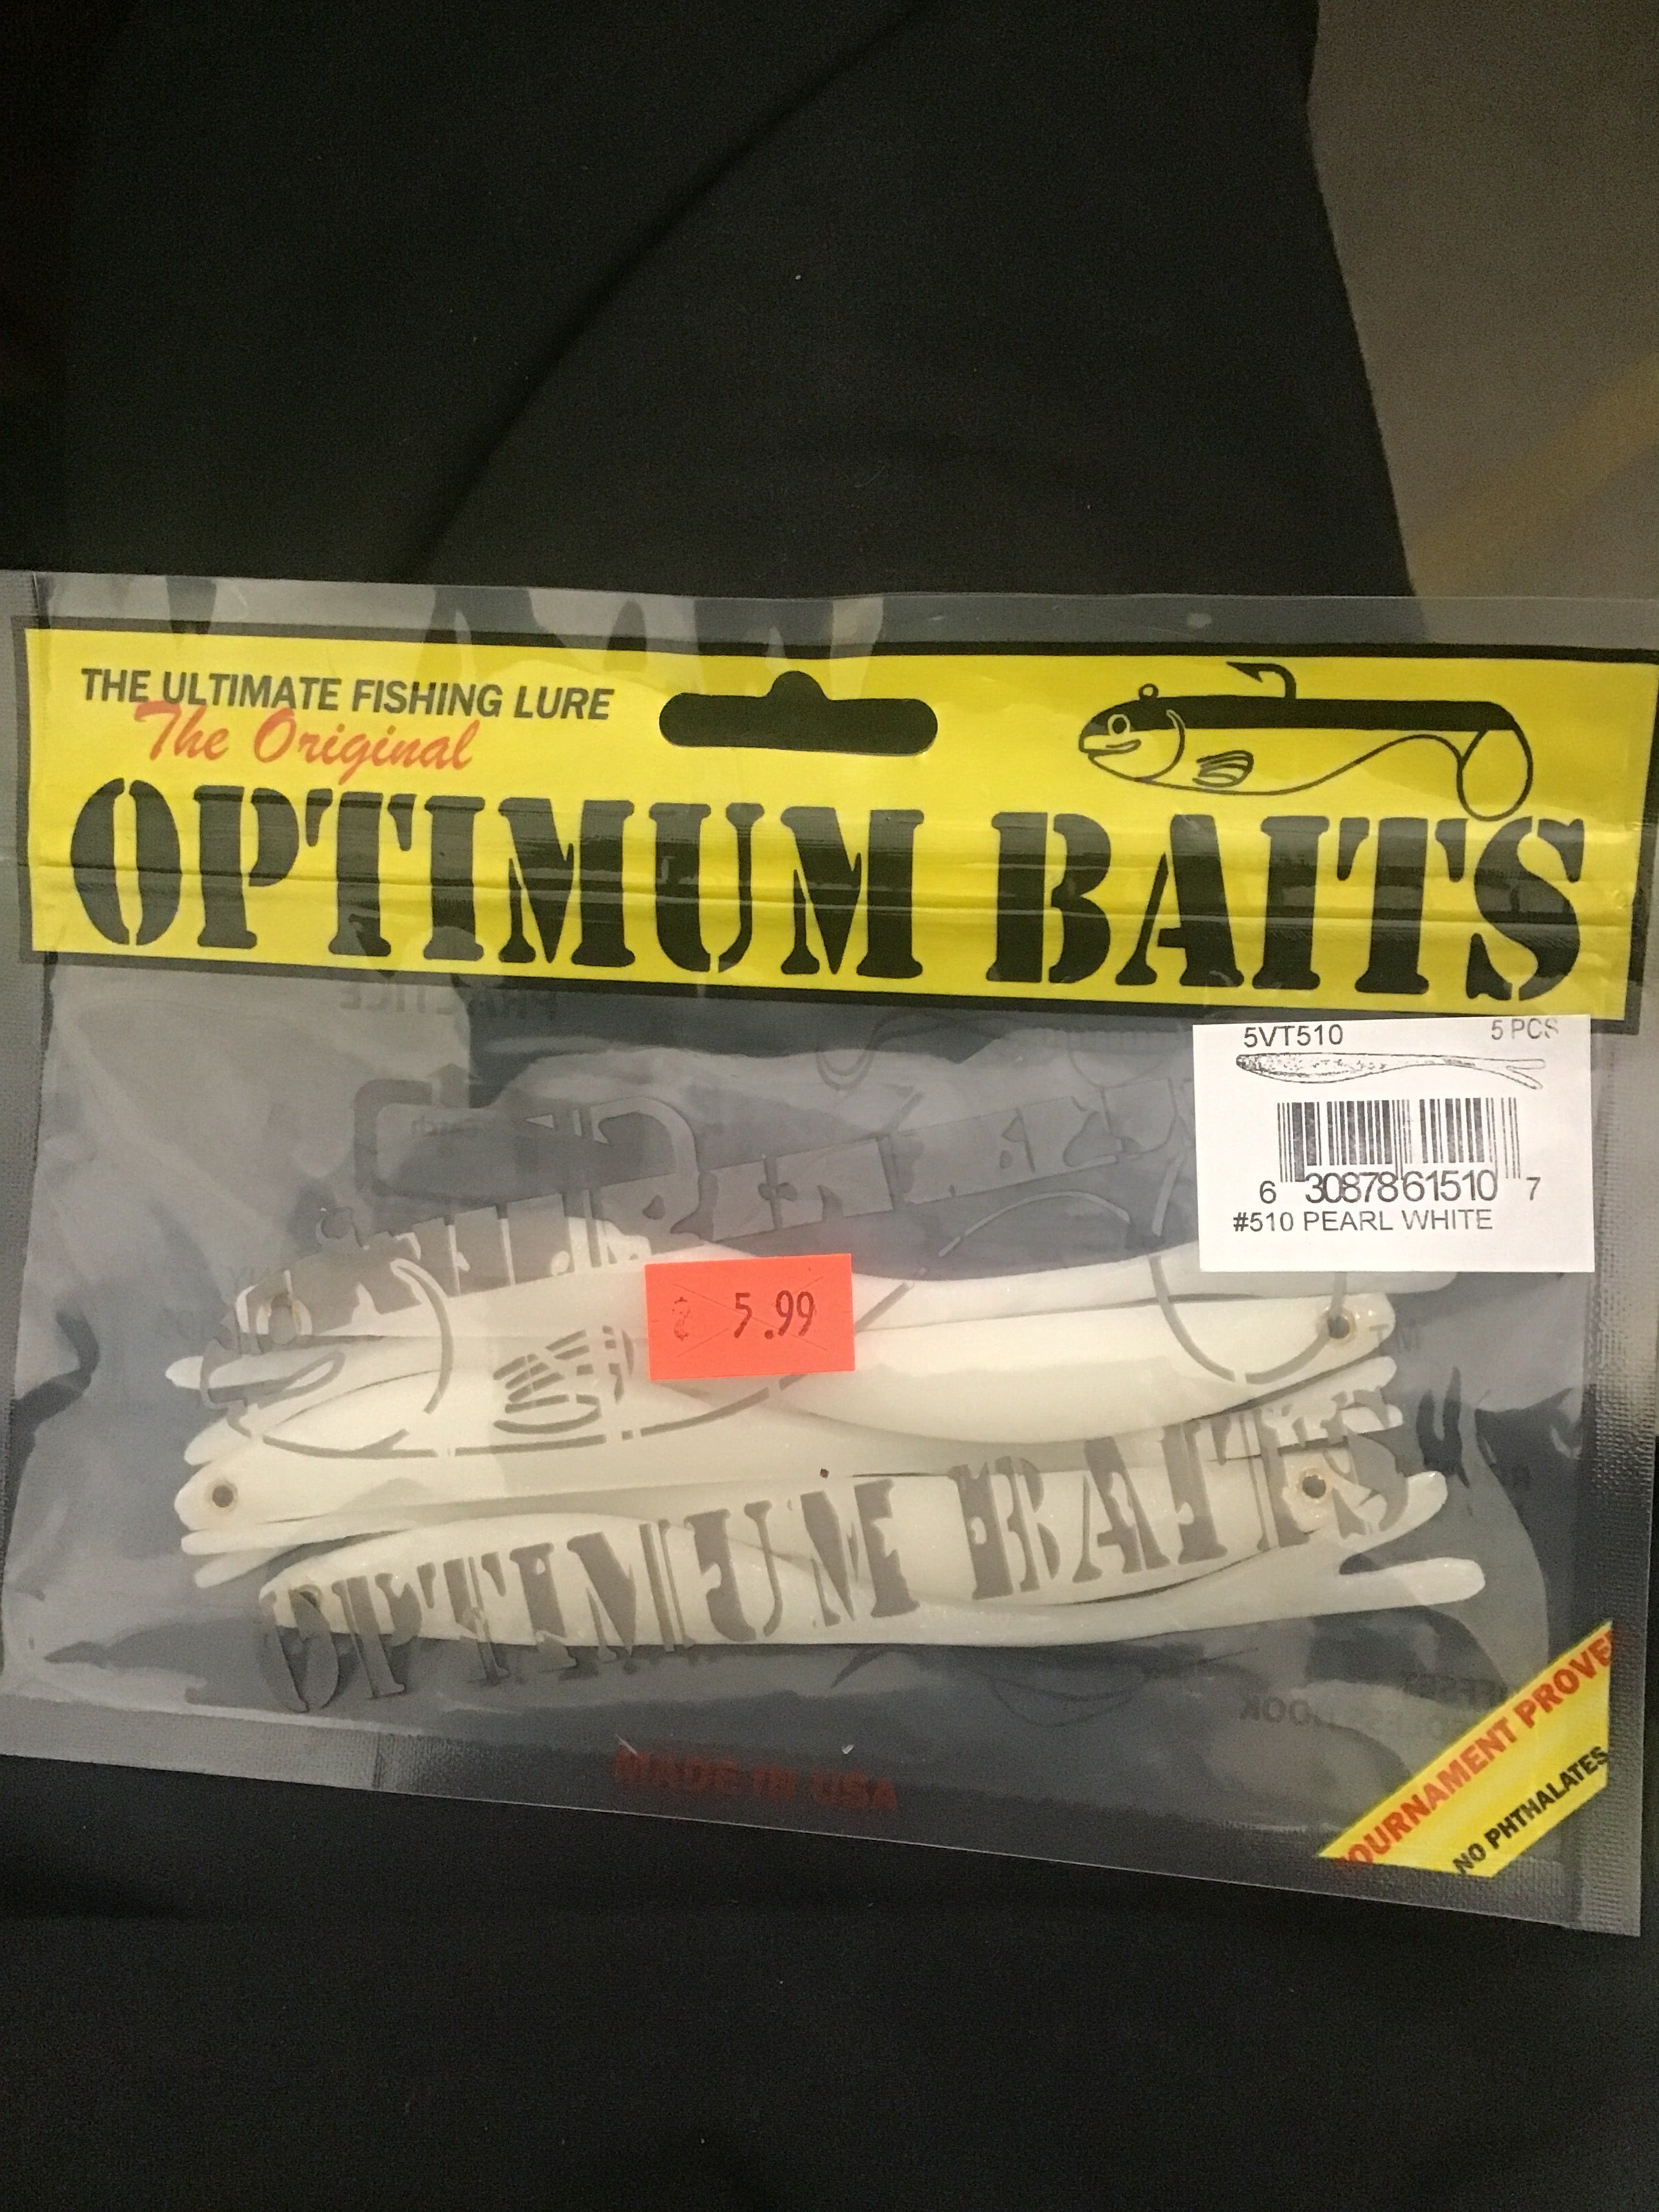 THE ULTIMATE FISHING LURE
The Original
OPTIMUM BAITS
5VT510 5 PCS
6 30878 61510 7
#510 PEARL WHITE
5.99
OPTIMUM BAITS
MADE IN USA
TOURNAMENT PROVE
NO PHTHALATES